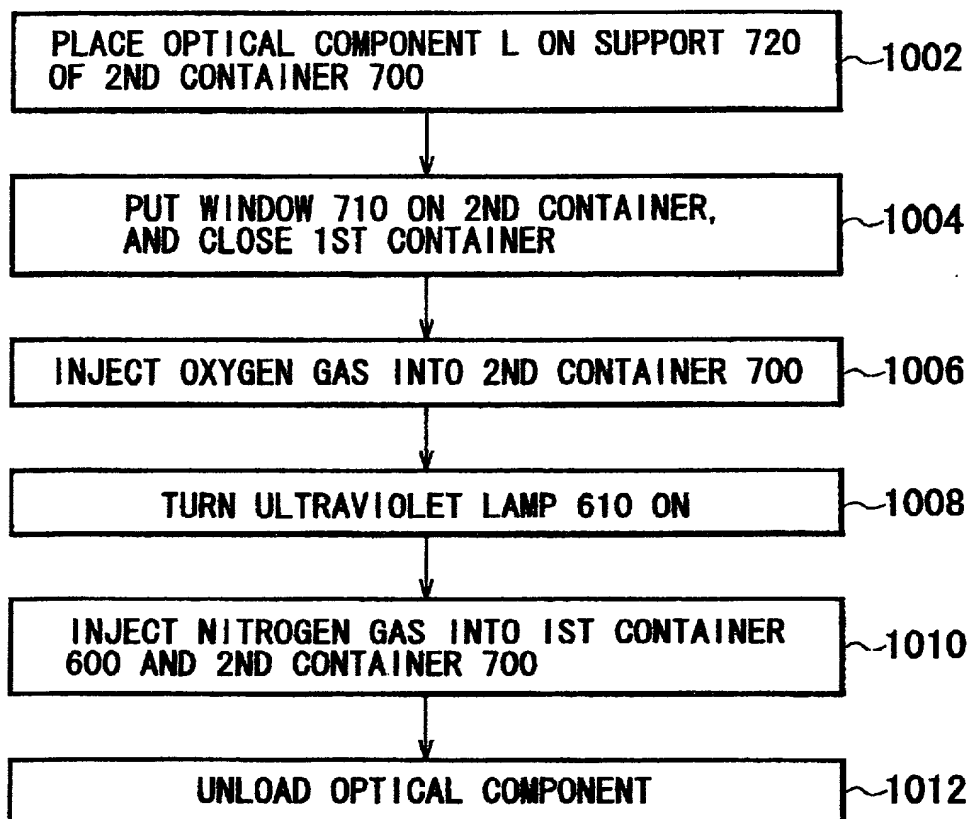 PLACE OPTICAL COMPONENT L ON SUPPORT 720
OF 2ND CONTAINER 700
1002
PUT WINDOW 710 ON 2ND CONTAINER,
AND CLOSE 1ST CONTAINER
1004
INJECT OXYGEN GAS INTO 2ND CONTAINER 700
1006
TURN ULTRAVIOLET LAMP 610 ON
1008
INJECT NITROGEN GAS INTO 1ST CONTAINER
600 AND 2ND CONTAINER 700
1010
UNLOAD OPTICAL COMPONENT
1012